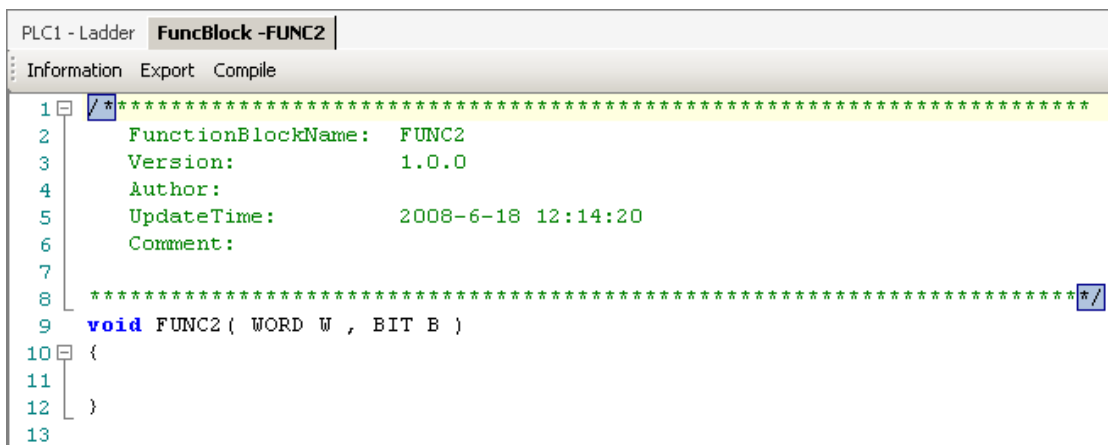 PLC1 - Ladder FuncBlock -FUNC2
Information Export Compile
1 /***************************************************************************
2 FunctionBlockName: FUNC2
3 Version: 1.0.0
4 Author:
5 UpdateTime: 2008-6-18 12:14:20
6 Comment:
7
8 ***************************************************************************/
9 void FUNC2( WORD W , BIT B )
10 {
11
12 }
13